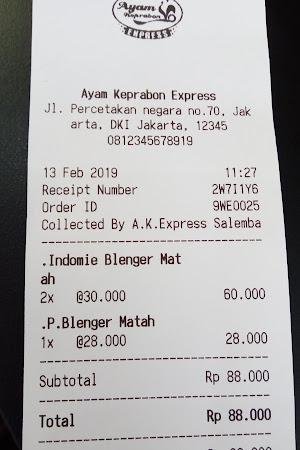 Ayam
Keprabon
EXPRESS
Ayam Keprabon Express
Jl. Percetakan negara no.70, Jak
arta, DKI Jakarta, 12345
0812345678919
13 Feb 2019 11:27
Receipt Number 2W7I1Y6
Order ID 9WE0025
Collected By A.K.Express Salemba
.Indomie Blenger Mat
ah
2x @30.000 60.000
.P.Blenger Matah
1x @28.000 28.000
Subtotal Rp 88.000
Total Rp 88.000